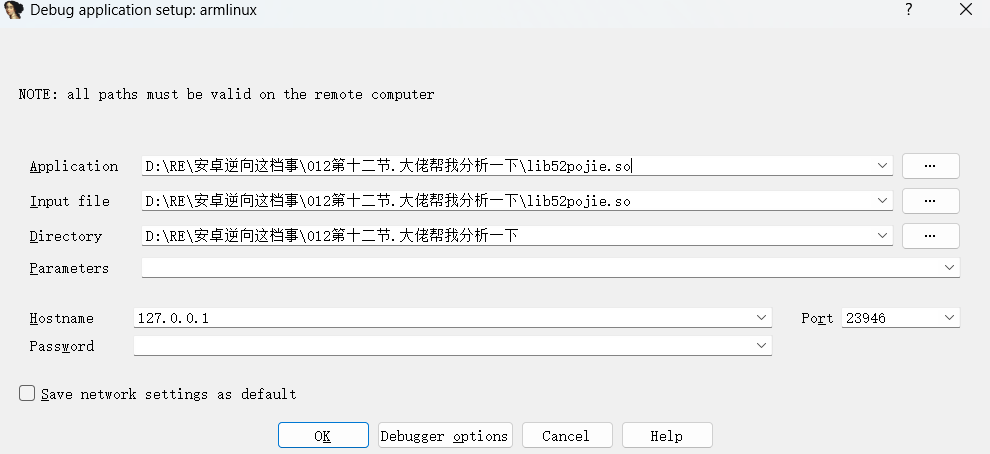 Debug application setup: armlinux
?
NOTE: all paths must be valid on the remote computer
Application D:\RE\安卓逆向这档事\012第十二节.大佬帮我分析一下\lib52pojie.so ...
Input file D:\RE\安卓逆向这档事\012第十二节.大佬帮我分析一下\lib52pojie.so ...
Directory D:\RE\安卓逆向这档事\012第十二节.大佬帮我分析一下 ...
Parameters
Hostname 127.0.0.1 Port 23946
Password
Save network settings as default
OK Debugger options Cancel Help